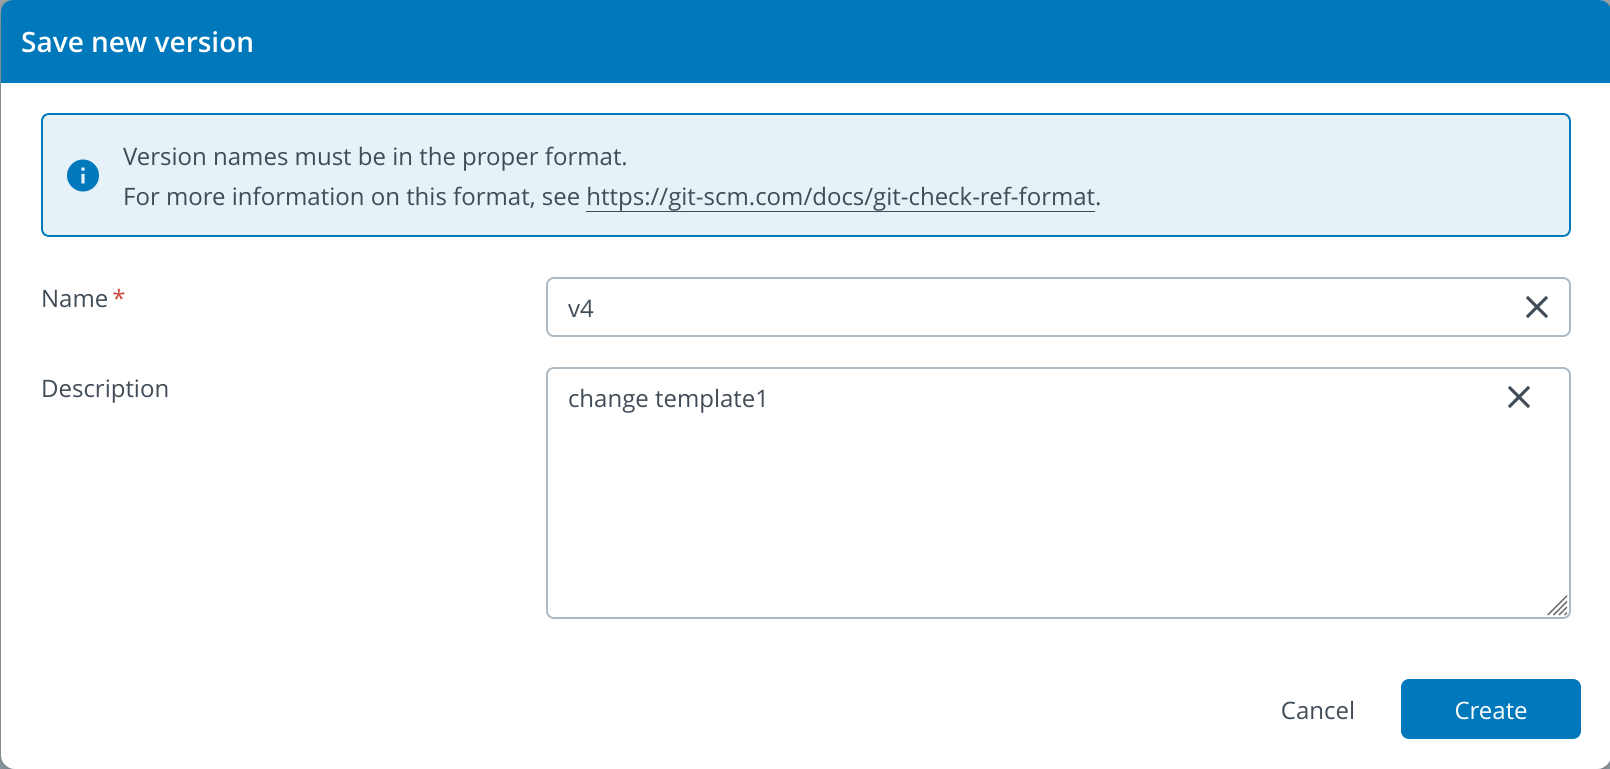 Save new version
Version names must be in the proper format.
For more information on this format, see https://git-scm.com/docs/git-check-ref-format.
Name *
v4
Description
change template1
Cancel
Create